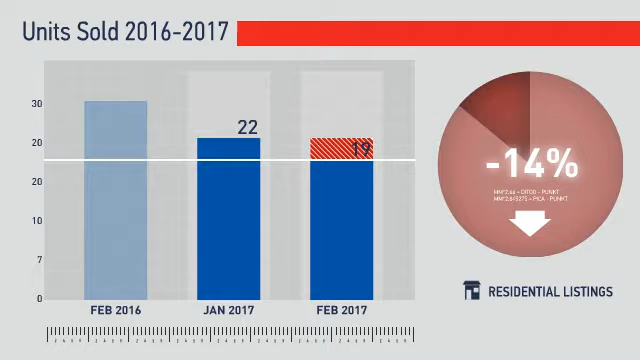 Units Sold 2016-2017
30
20
20
10
7
0
22
19
FEB 2016
JAN 2017
FEB 2017
-14%
RESIDENTIAL LISTINGS